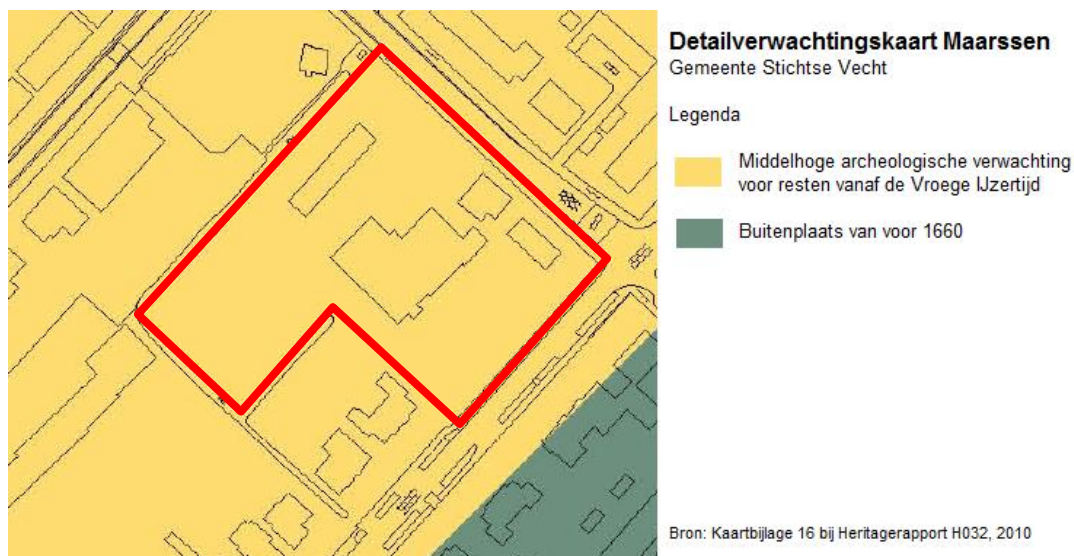 Detailverwachtingskaart Maarssen
Gemeente Stichtse Vecht
Legenda
Middelhoge archeologische verwachting
voor resten vanaf de Vroege IJzertijd
Buitenplaats van voor 1660
Bron: Kaartbijlage 16 bij Heritagerapport H032, 2010